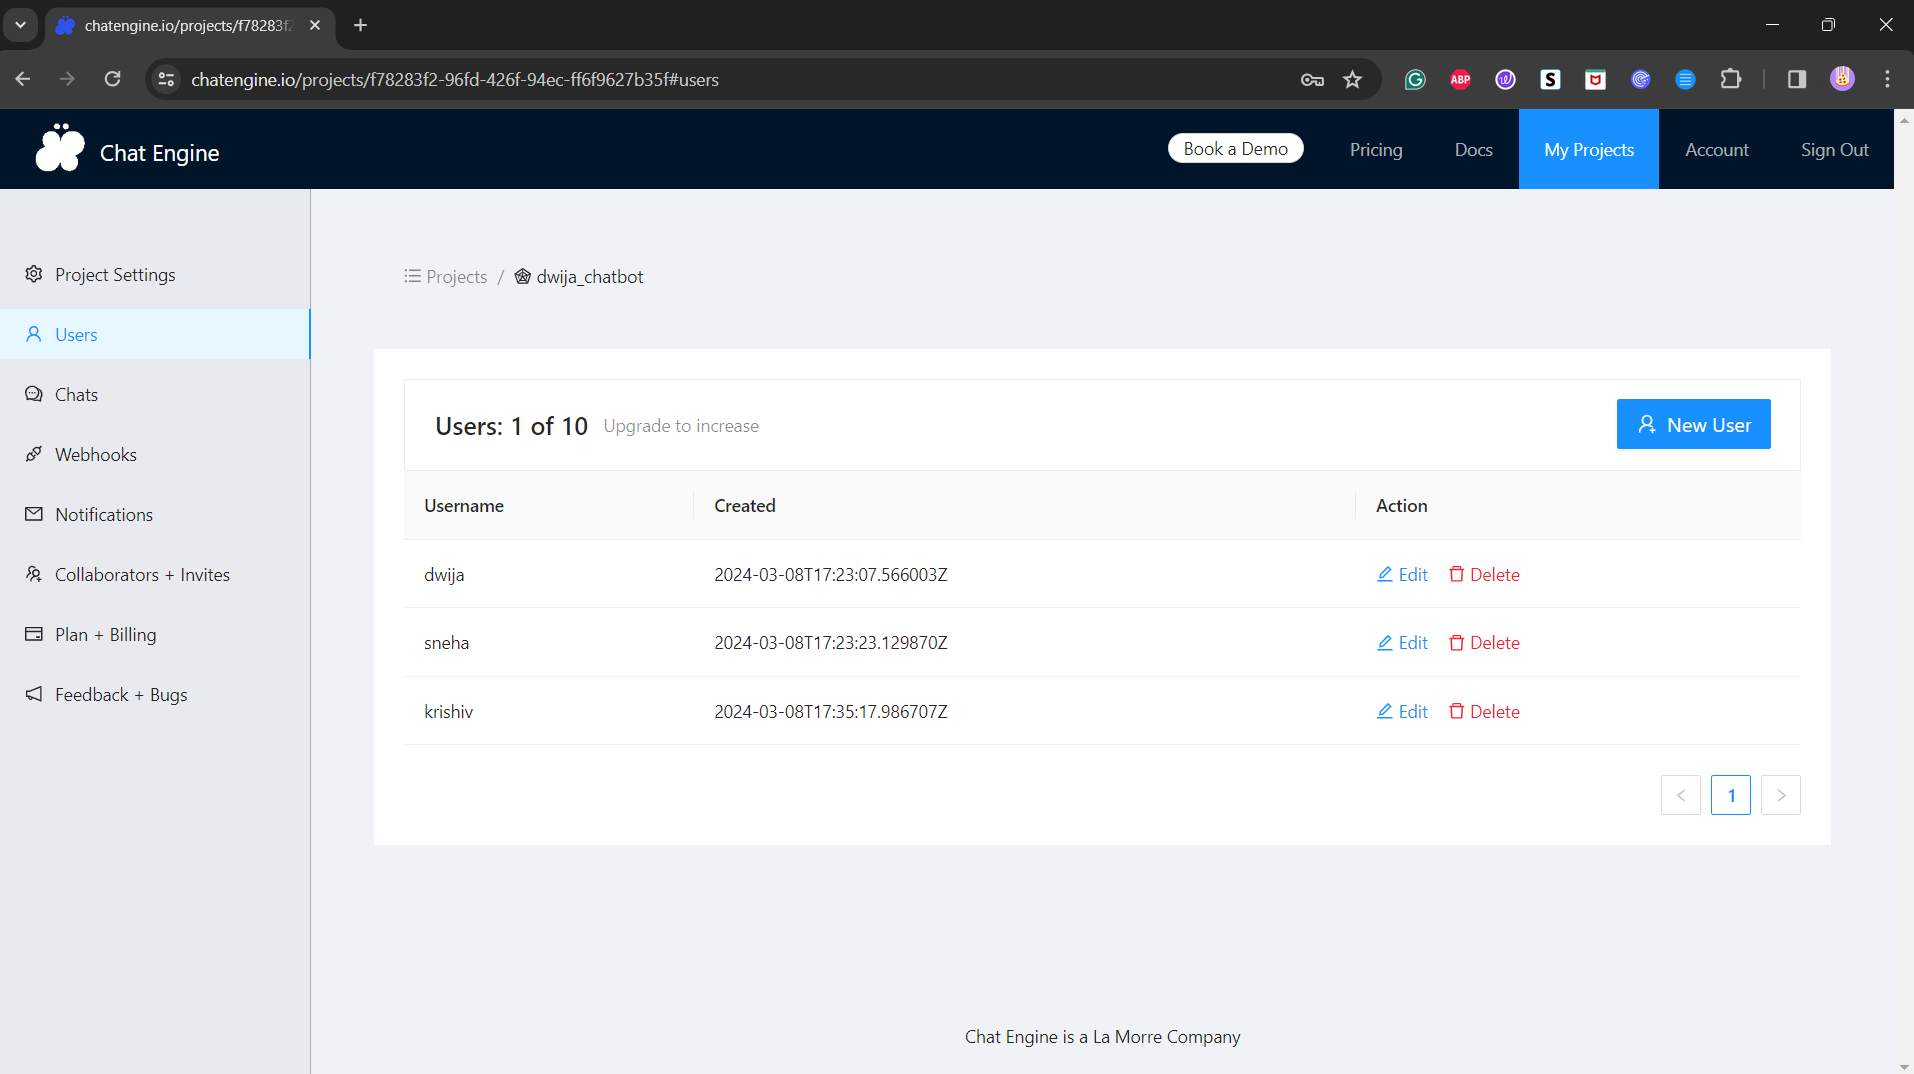 chatengine.io/projects/f78283f2
chatengine.io/projects/f78283f2-96fd-426f-94ec-ff6f9627b35f#users
ABP
S
Chat Engine
Book a Demo
Pricing
Docs
My Projects
Account
Sign Out
Project Settings
Users
Chats
Webhooks
Notifications
Collaborators + Invites
Plan + Billing
Feedback + Bugs
Projects / dwija_chatbot
Users: 1 of 10 Upgrade to increase
New User
Username Created Action
dwija 2024-03-08T17:23:07.566003Z Edit Delete
sneha 2024-03-08T17:23:23.129870Z Edit Delete
krishiv 2024-03-08T17:35:17.986707Z Edit Delete
< 1 >
Chat Engine is a La Morre Company